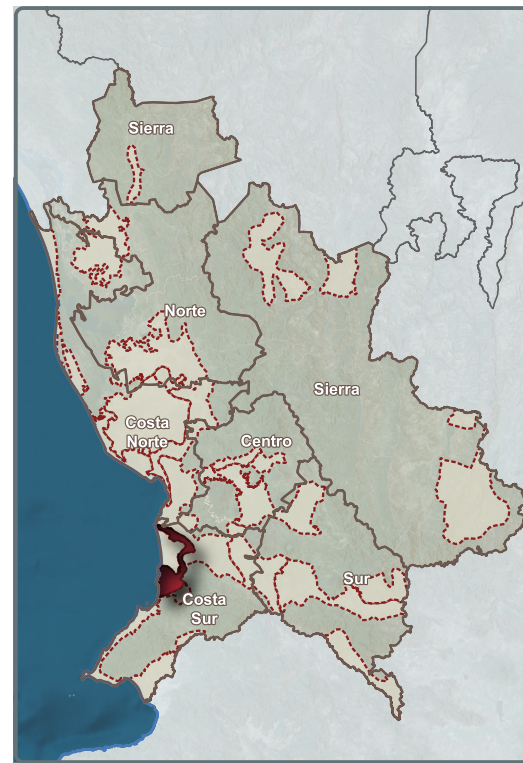 Sierra
Norte
Sierra
Costa
Norte
Centro
Sur
Costa
Sur